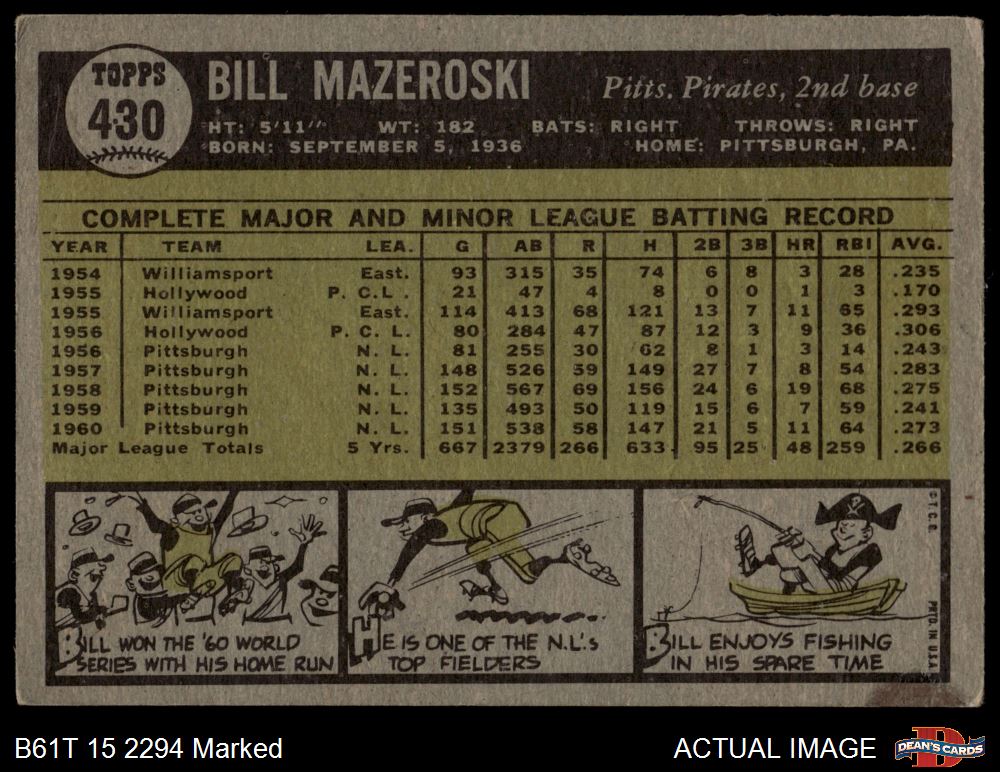 TOPPS
430
BILL MAZEROSKI
Pitts. Pirates, 2nd base
HT: 5'11" WT: 182 BATS: RIGHT THROWS: RIGHT
BORN: SEPTEMBER 5, 1936 HOME: PITTSBURGH, PA.
COMPLETE MAJOR AND MINOR LEAGUE BATTING RECORD
YEAR TEAM LEA. G AB R H 2B 3B HR RBI AVG.
1954 Williamsport East. 93 315 35 74 6 8 3 28 .235
1955 Hollywood P. C.L. 21 47 4 8 0 0 1 3 .170
1955 Williamsport East. 114 413 68 121 13 7 11 65 .293
1956 Hollywood P. C. L. 80 284 47 87 12 3 9 36 .306
1956 Pittsburgh N. L. 81 255 30 62 8 1 3 14 .243
1957 Pittsburgh N. L. 148 526 59 149 27 7 8 54 .283
1958 Pittsburgh N. L. 152 567 69 156 24 6 19 68 .275
1959 Pittsburgh N. L. 135 493 50 119 15 6 7 59 .241
1960 Pittsburgh N. L. 151 538 58 147 21 5 11 64 .273
Major League Totals 5 Yrs. 667 2379 266 633 95 25 48 259 .266
BILL WON THE '60 WORLD
SERIES WITH HIS HOME RUN
HE IS ONE OF THE N.L.'s
TOP FIELDERS
BILL ENJOYS FISHING
IN HIS SPARE TIME
© T. C. G.
PRTD. IN U.S.A.
B61T 15 2294 Marked
ACTUAL IMAGE
DEAN'S CARDS